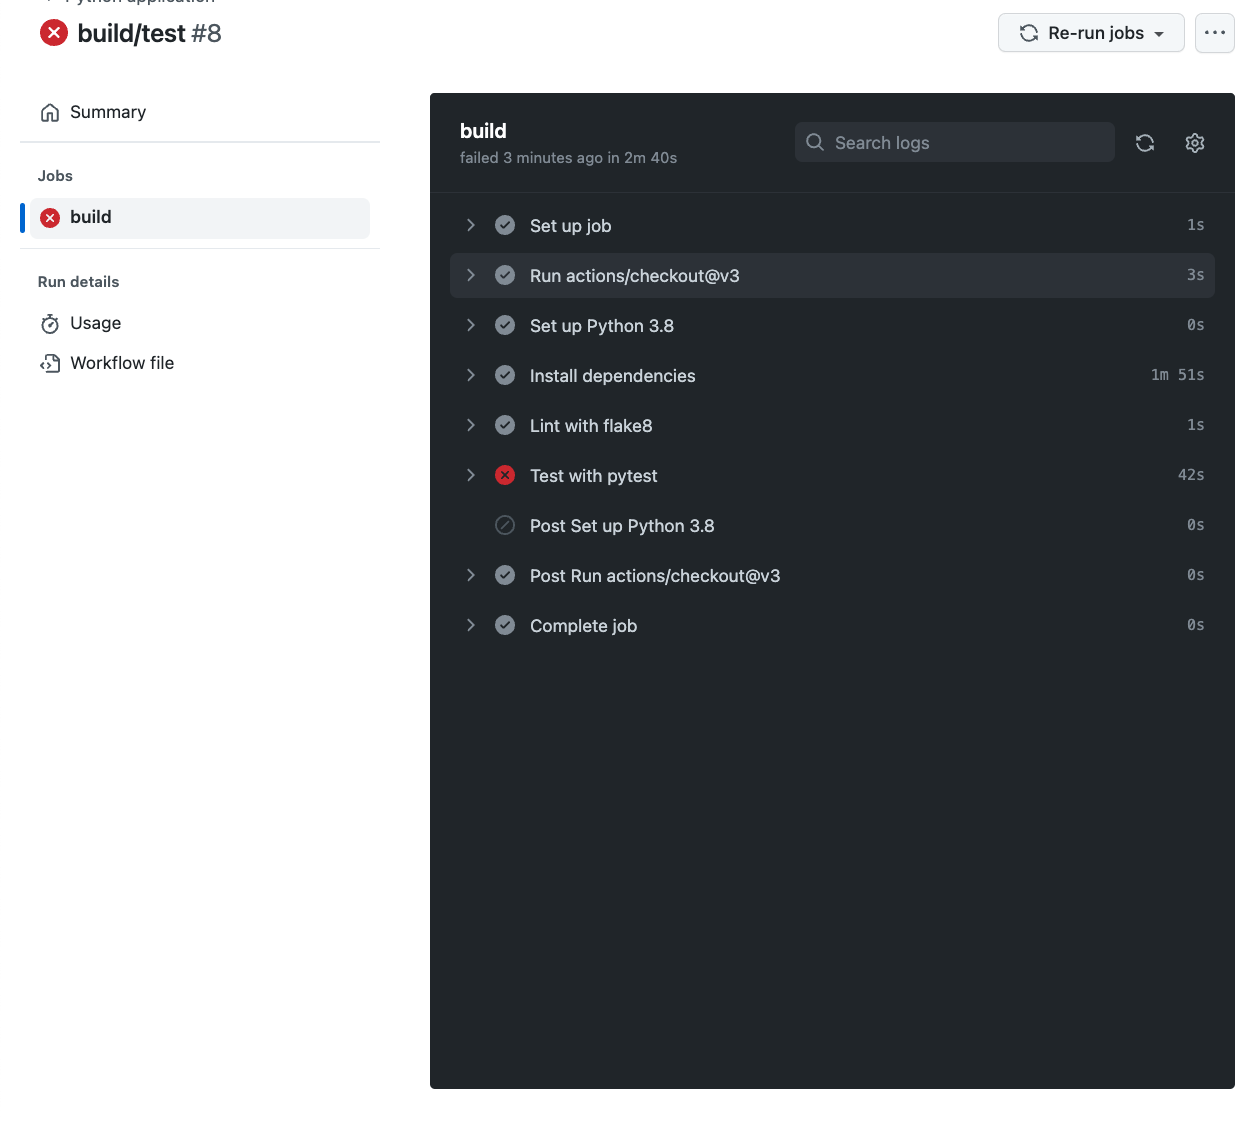 Python application
build/test #8
Re-run jobs
Summary
Jobs
build
Run details
Usage
Workflow file
build
failed 3 minutes ago in 2m 40s
Search logs
Set up job 1s
Run actions/checkout@v3 3s
Set up Python 3.8 0s
Install dependencies 1m 51s
Lint with flake8 1s
Test with pytest 42s
Post Set up Python 3.8 0s
Post Run actions/checkout@v3 0s
Complete job 0s